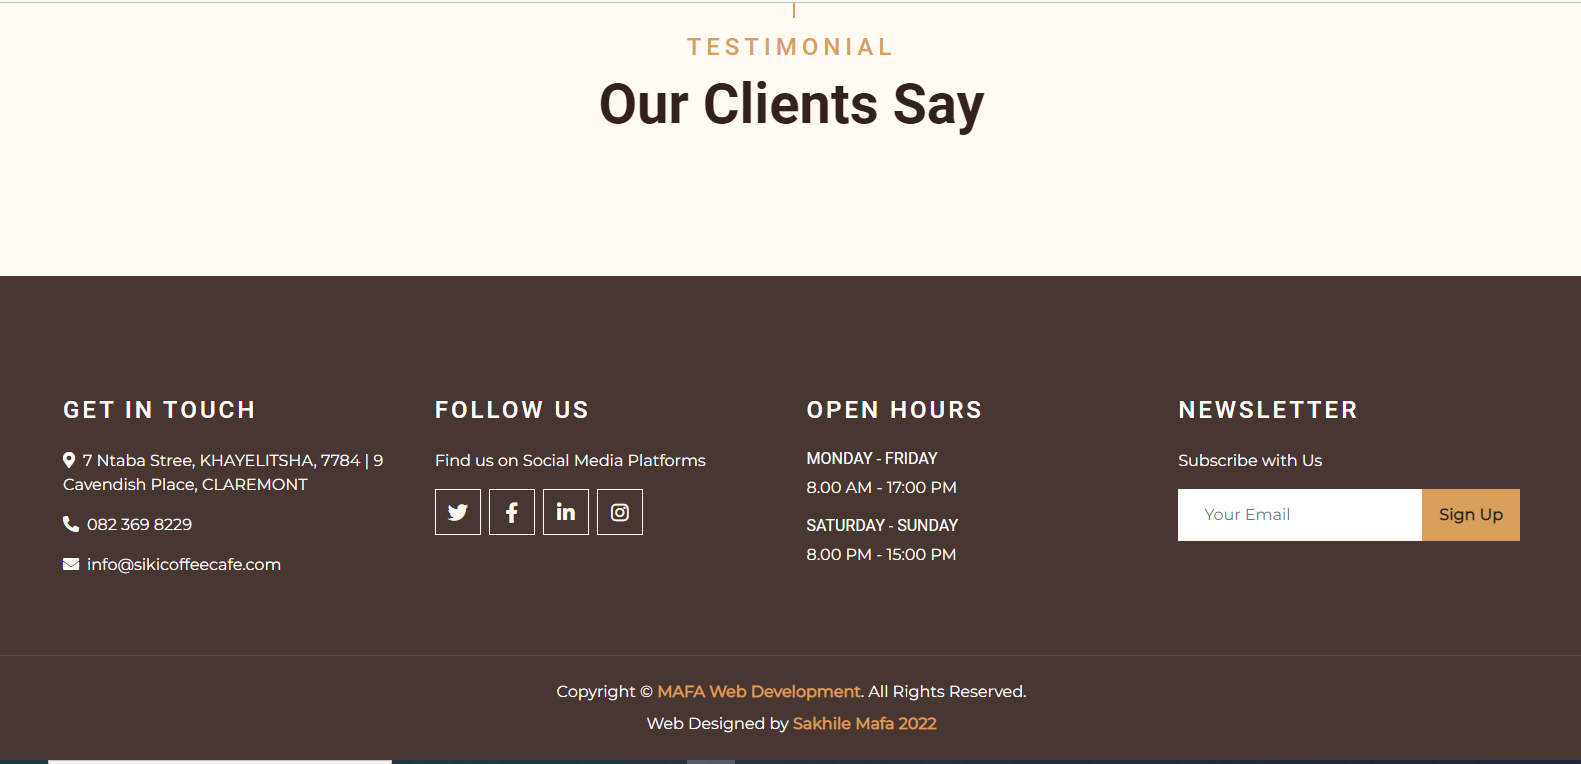 TESTIMONIAL
Our Clients Say
GET IN TOUCH
7 Ntaba Stree, KHAYELITSHA, 7784 | 9
Cavendish Place, CLAREMONT
082 369 8229
info@sikicoffeecafe.com
FOLLOW US
Find us on Social Media Platforms
OPEN HOURS
MONDAY - FRIDAY
8.00 AM - 17:00 PM
SATURDAY - SUNDAY
8.00 PM - 15:00 PM
NEWSLETTER
Subscribe with Us
Your Email
Sign Up
Copyright © MAFA Web Development. All Rights Reserved.
Web Designed by Sakhile Mafa 2022